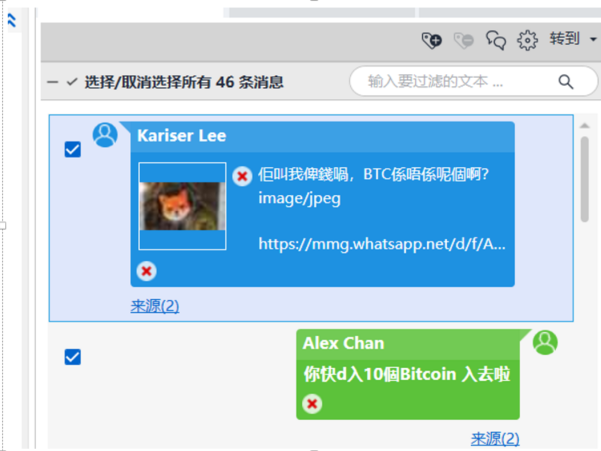 转到
选择/取消选择所有 46 条消息
输入要过滤的文本 ...
Kariser Lee
佢叫我俾錢喎，BTC係唔係呢個啊?
image/jpeg
https://mmg.whatsapp.net/d/f/A...
来源(2)
Alex Chan
你快d入10個Bitcoin 入去啦
来源(2)